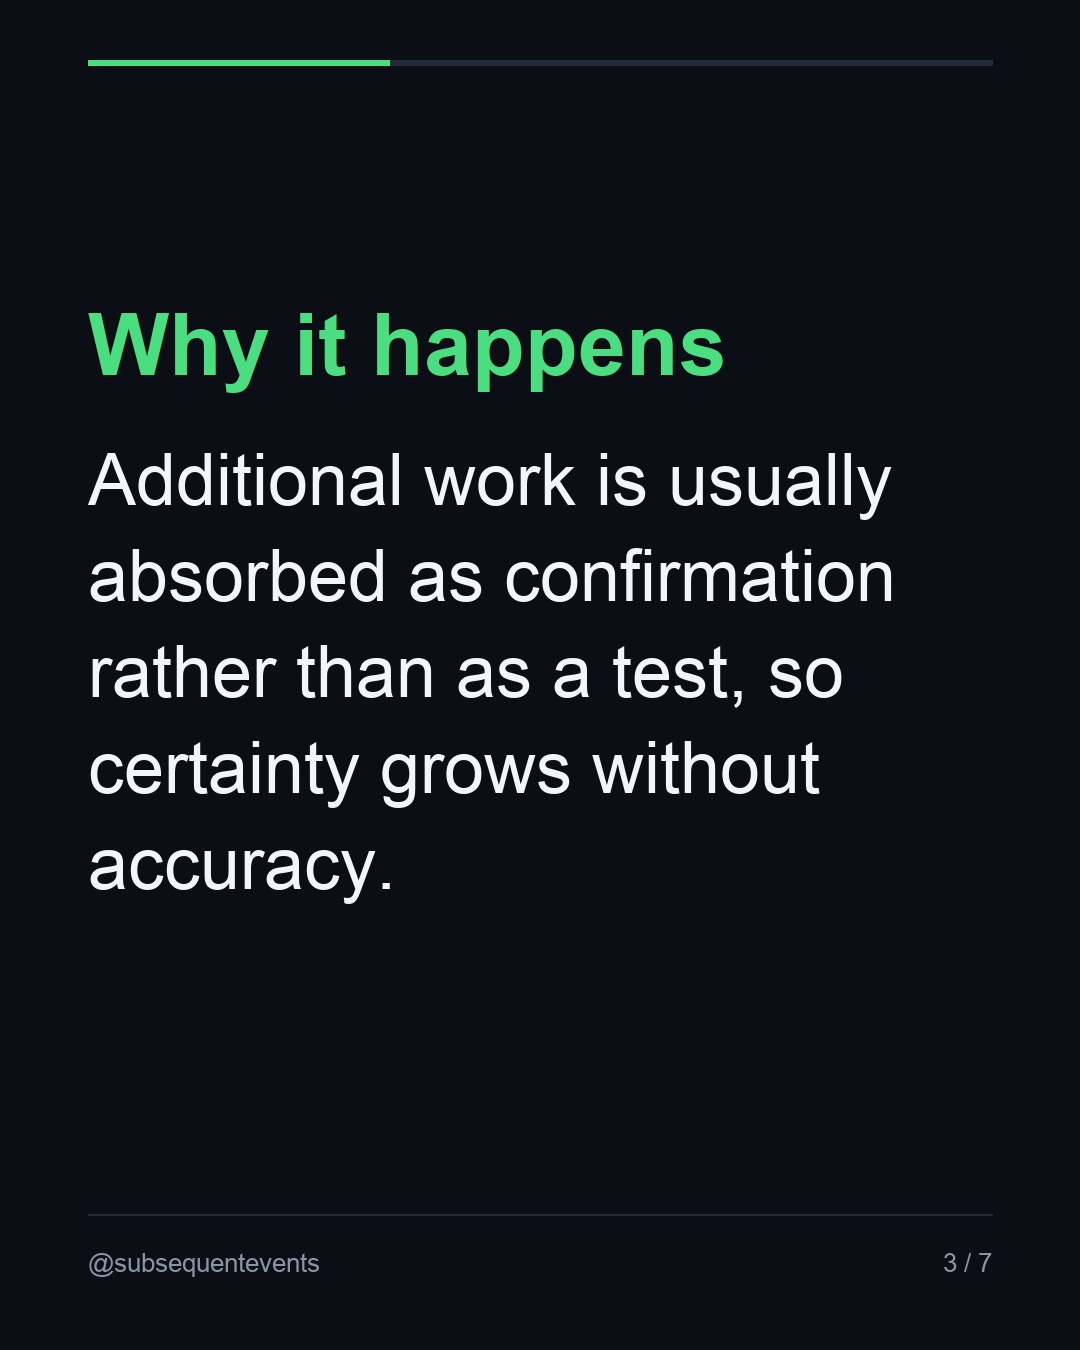 Why it happens
Additional work is usually
absorbed as confirmation
rather than as a test, so
certainty grows without
accuracy.
@subsequentevents
3 / 7